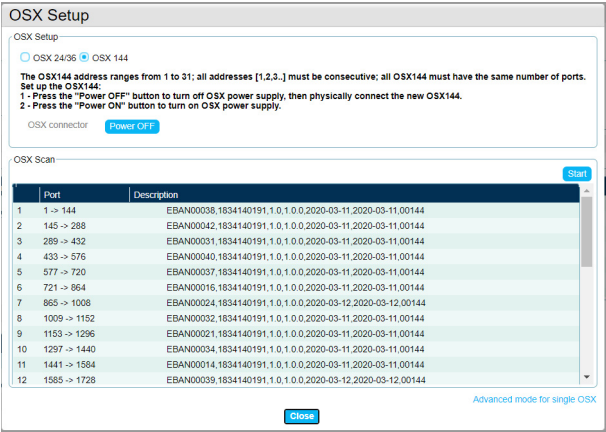 OSX Setup
OSX Setup
OSX 24/36 OSX 144
The OSX144 address ranges from 1 to 31; all addresses [1,2,3..] must be consecutive; all OSX144 must have the same number of ports.
Set up the OSX144:
1 - Press the "Power OFF" button to turn off OSX power supply, then physically connect the new OSX144.
2 - Press the "Power ON" button to turn on OSX power supply.
OSX connector Power OFF
OSX Scan
Start
Port Description
1 1 -> 144 EBAN00038,1834140191,1.0,1.0.0,2020-03-11,2020-03-11,00144
2 145 -> 288 EBAN00042,1834140191,1.0,1.0.0,2020-03-11,2020-03-11,00144
3 289 -> 432 EBAN00031,1834140191,1.0,1.0.0,2020-03-11,2020-03-11,00144
4 433 -> 576 EBAN00040,1834140191,1.0,1.0.0,2020-03-11,2020-03-11,00144
5 577 -> 720 EBAN00037,1834140191,1.0,1.0.0,2020-03-11,2020-03-11,00144
6 721 -> 864 EBAN00016,1834140191,1.0,1.0.0,2020-03-11,2020-03-11,00144
7 865 -> 1008 EBAN00024,1834140191,1.0,1.0.0,2020-03-12,2020-03-12,00144
8 1009 -> 1152 EBAN00032,1834140191,1.0,1.0.0,2020-03-11,2020-03-11,00144
9 1153 -> 1296 EBAN00021,1834140191,1.0,1.0.0,2020-03-11,2020-03-11,00144
10 1297 -> 1440 EBAN00034,1834140191,1.0,1.0.0,2020-03-11,2020-03-11,00144
11 1441 -> 1584 EBAN00014,1834140191,1.0,1.0.0,2020-03-11,2020-03-11,00144
12 1585 -> 1728 EBAN00039,1834140191,1.0,1.0.0,2020-03-12,2020-03-12,00144
Advanced mode for single OSX
Close